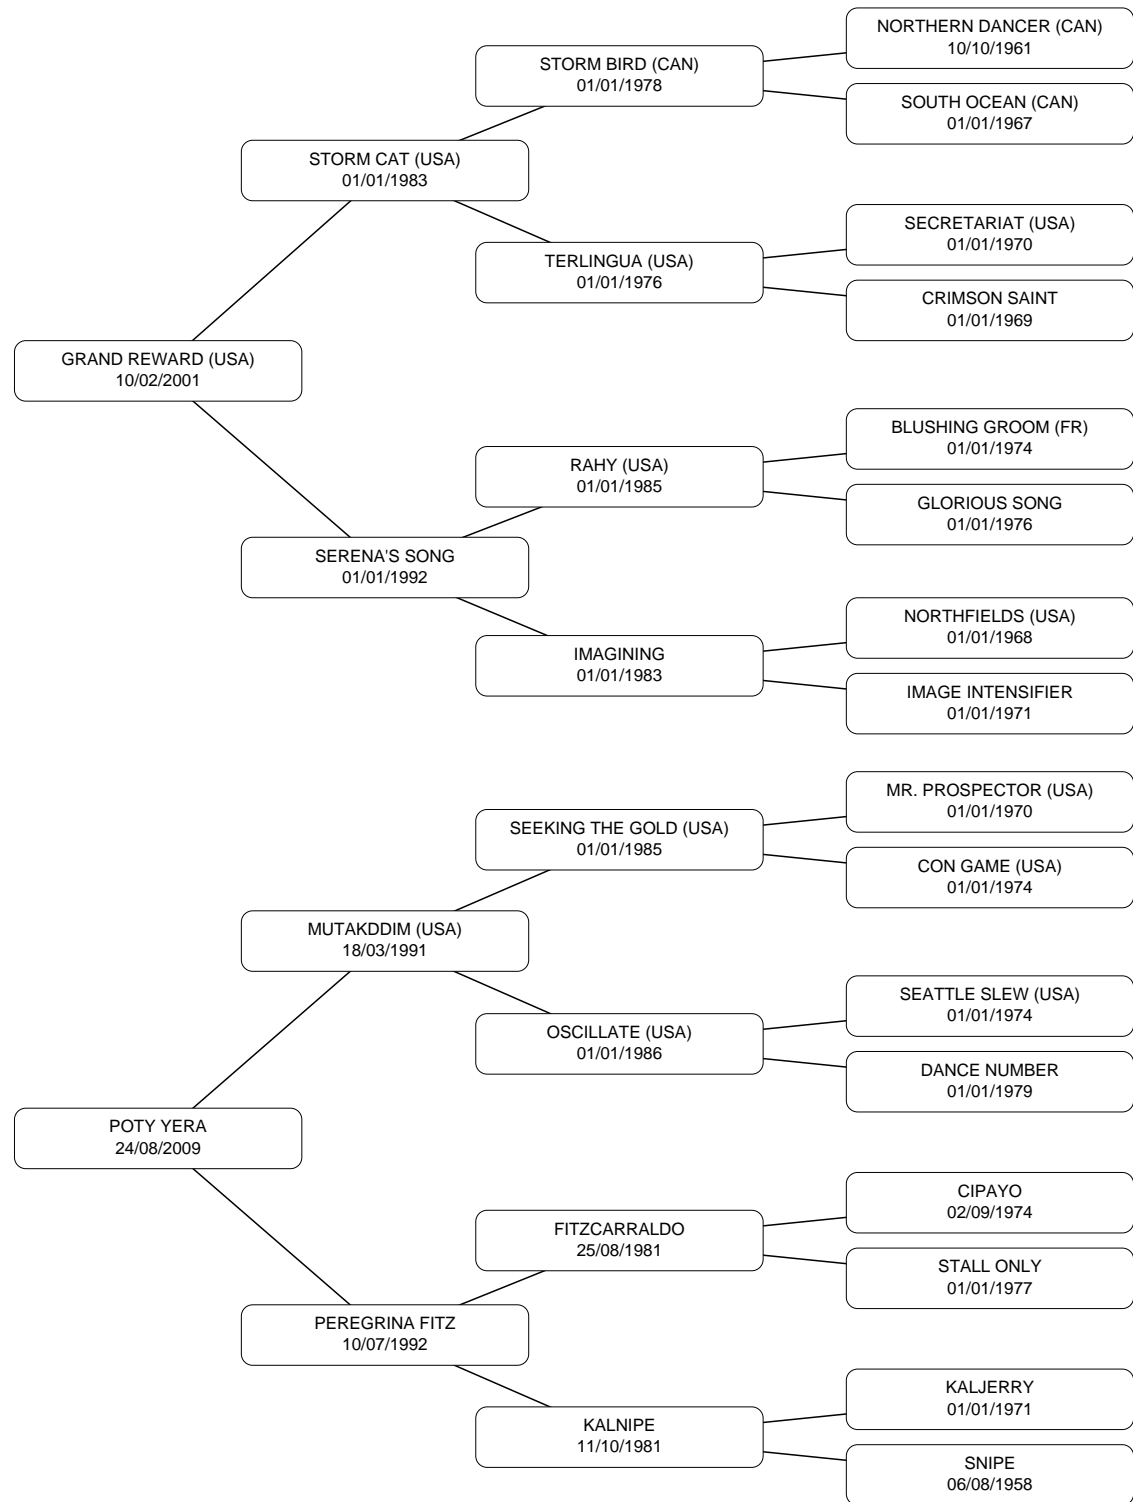 NORTHERN DANCER (CAN)
10/10/1961
STORM BIRD (CAN)
01/01/1978
SOUTH OCEAN (CAN)
01/01/1967
STORM CAT (USA)
01/01/1983
SECRETARIAT (USA)
01/01/1970
TERLINGUA (USA)
01/01/1976
CRIMSON SAINT
01/01/1969
GRAND REWARD (USA)
10/02/2001
BLUSHING GROOM (FR)
01/01/1974
RAHY (USA)
01/01/1985
GLORIOUS SONG
01/01/1976
SERENA'S SONG
01/01/1992
NORTHFIELDS (USA)
01/01/1968
IMAGINING
01/01/1983
IMAGE INTENSIFIER
01/01/1971
MR. PROSPECTOR (USA)
01/01/1970
SEEKING THE GOLD (USA)
01/01/1985
CON GAME (USA)
01/01/1974
MUTAKDDIM (USA)
18/03/1991
SEATTLE SLEW (USA)
01/01/1974
OSCILLATE (USA)
01/01/1986
DANCE NUMBER
01/01/1979
POTY YERA
24/08/2009
CIPAYO
02/09/1974
FITZCARRALDO
25/08/1981
STALL ONLY
01/01/1977
PEREGRINA FITZ
10/07/1992
KALJERRY
01/01/1971
KALNIPE
11/10/1981
SNIPE
06/08/1958